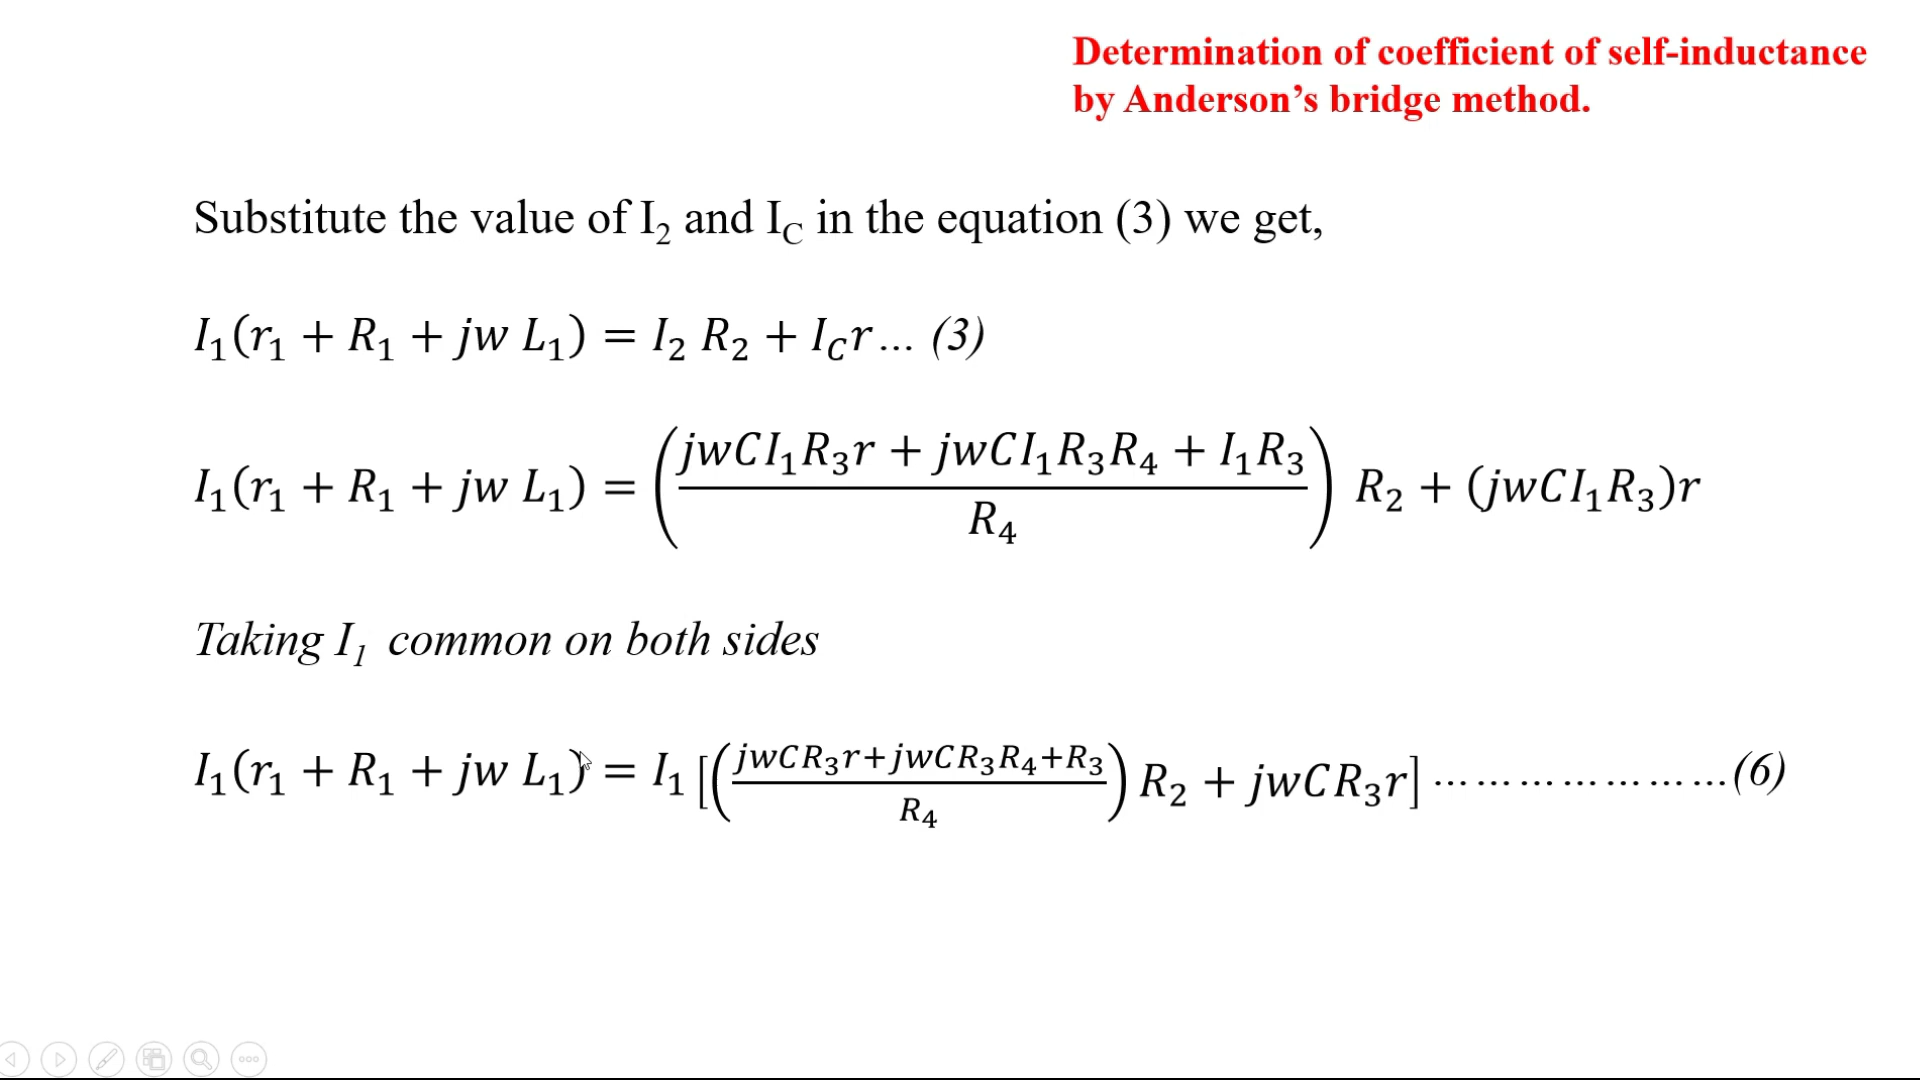 Determination of coefficient of self-inductance
by Anderson’s bridge method.
Substitute the value of I₂ and I_C in the equation (3) we get,
I₁(r₁ + R₁ + jw L₁) = I₂ R₂ + I_C r… (3)
I₁(r₁ + R₁ + jw L₁) = ((jwCI₁R₃r + jwCI₁R₃R₄ + I₁R₃)/R₄) R₂ + (jwCI₁R₃)r
Taking I₁ common on both sides
I₁(r₁ + R₁ + jw L₁) = I₁ [((jwCR₃r+jwCR₃R₄+R₃)/R₄) R₂ + jwCR₃r] … … … … … … …(6)